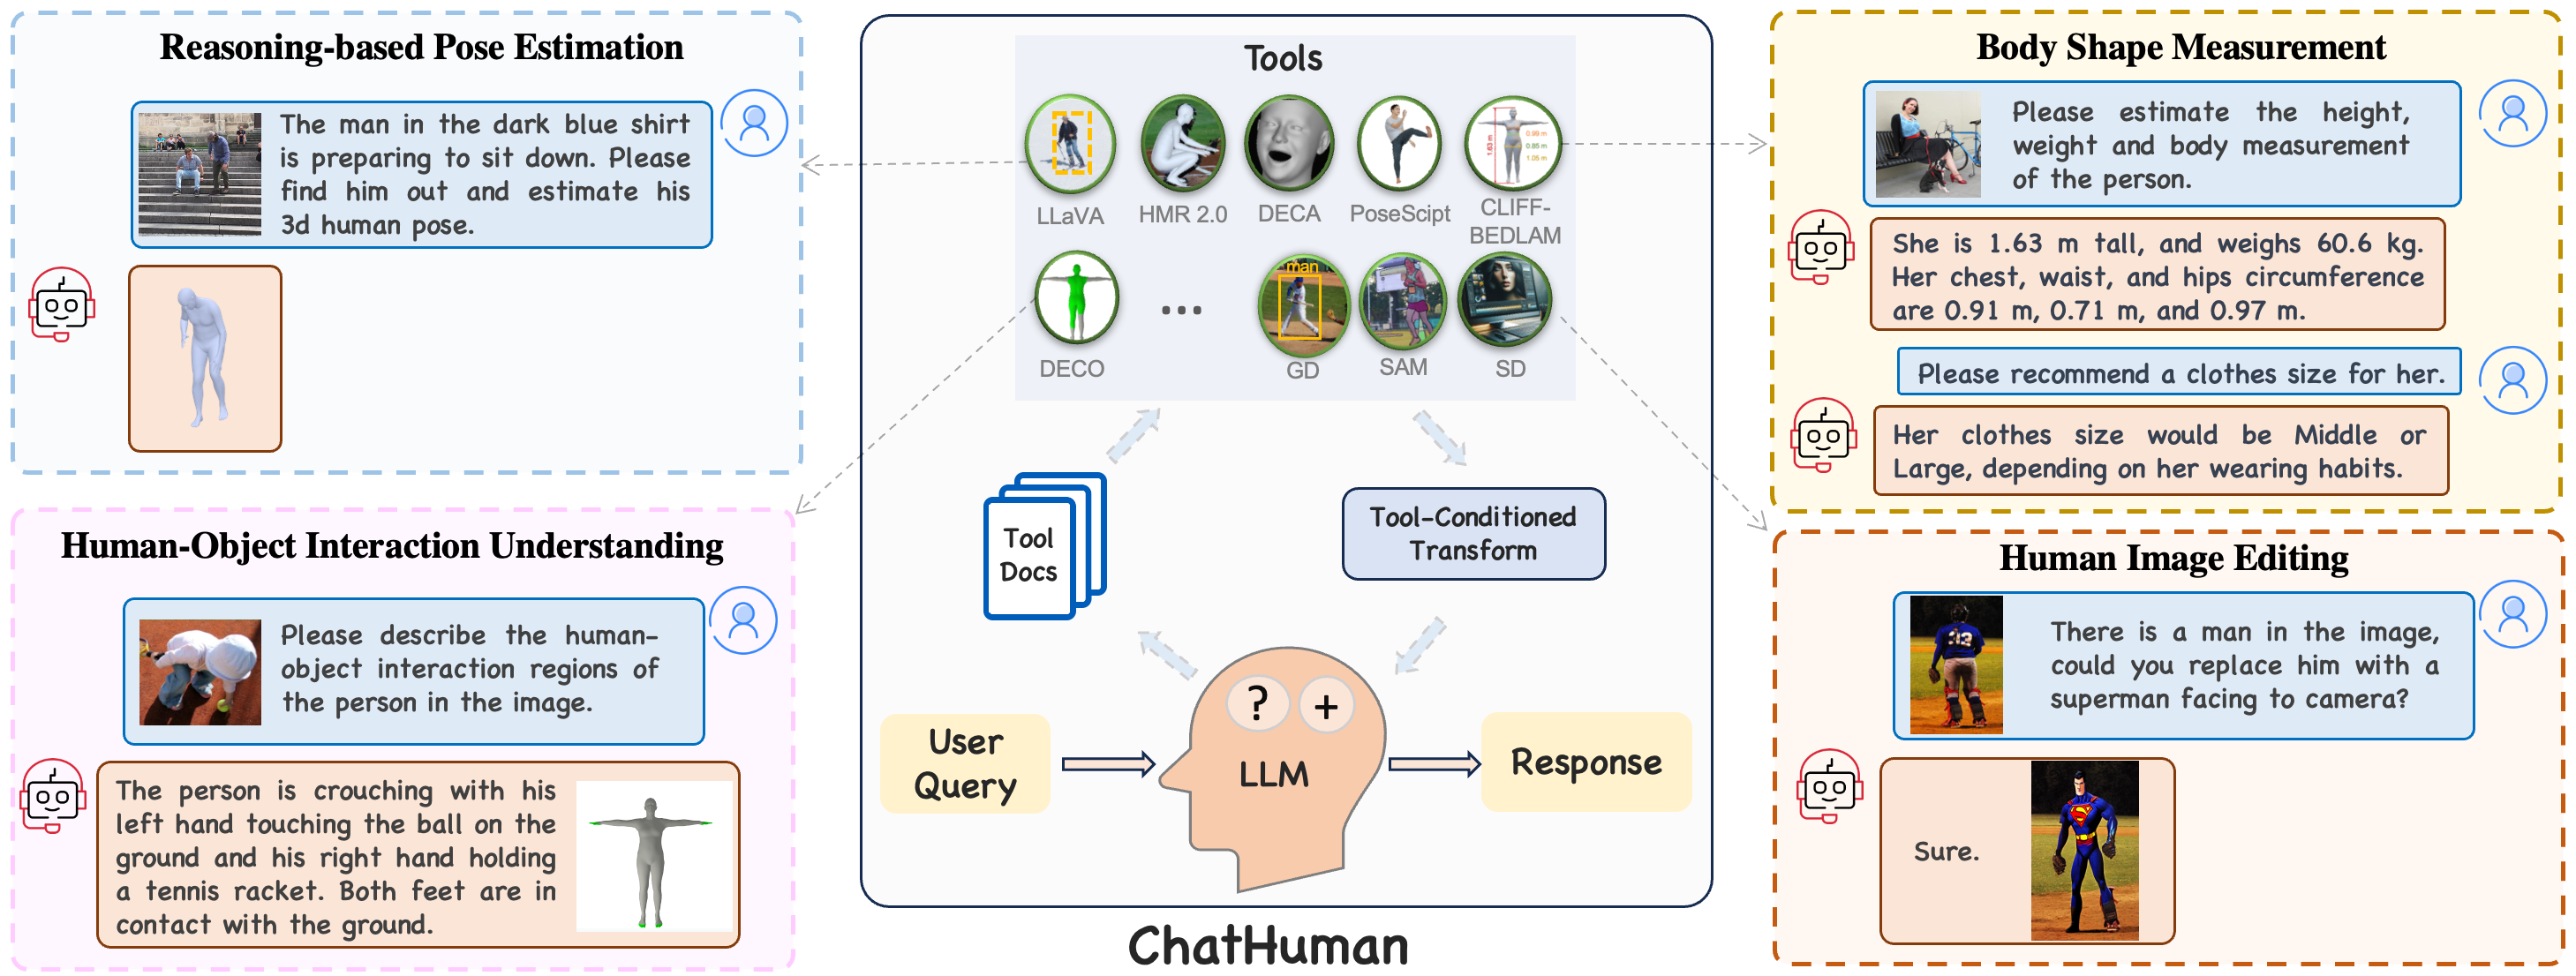 Reasoning-based Pose Estimation
The man in the dark blue shirt
is preparing to sit down. Please
find him out and estimate his
3d human pose.
Human-Object Interaction Understanding
Please describe the human-
object interaction regions of
the person in the image.
The person is crouching with his
left hand touching the ball on the
ground and his right hand holding
a tennis racket. Both feet are in
contact with the ground.
Tools
1.63 m
0.99 m
0.85 m
1.05 m
LLaVA
HMR 2.0
DECA
PoseScipt
CLIFF-
BEDLAM
man
...
DECO
GD
SAM
SD
Tool
Docs
Tool-Conditioned
Transform
User
Query
? +
LLM
Response
ChatHuman
Body Shape Measurement
Please estimate the height,
weight and body measurement
of the person.
She is 1.63 m tall, and weighs 60.6 kg.
Her chest, waist, and hips circumference
are 0.91 m, 0.71 m, and 0.97 m.
Please recommend a clothes size for her.
Her clothes size would be Middle or
Large, depending on her wearing habits.
Human Image Editing
There is a man in the image,
could you replace him with a
superman facing to camera?
Sure.